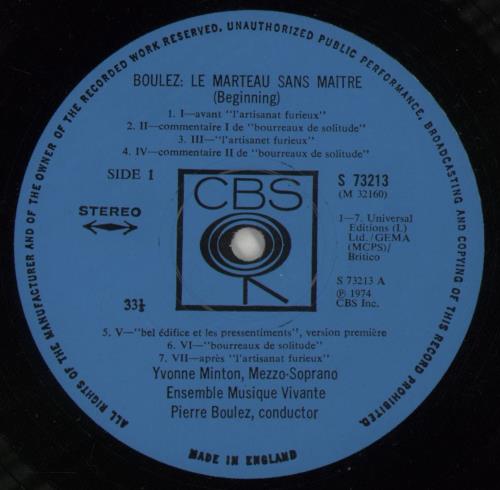 ALL RIGHTS OF THE MANUFACTURER AND OF THE OWNER OF THE RECORDED WORK RESERVED. UNAUTHORIZED PUBLIC PERFORMANCE, BROADCASTING AND COPYING OF THIS RECORD PROHIBITED.
BOULEZ: LE MARTEAU SANS MAITRE
(Beginning)
1. I—avant "l'artisanat furieux"
2. II—commentaire I de "bourreaux de solitude"
3. III—"l'artisanet furieux"
4. IV—commentaire II de "bourreaux de solitude"
SIDE 1
CBS
S 73213
(M 32160)
STEREO
1—7. Universal
Editions (L)
Ltd./GEMA
(MCPS)/
Britico
S 73213 A
℗ 1974
CBS Inc.
33⅓
5. V—"bel édifice et les pressentiments", version première
6. VI—"bourreaux de solitude"
7. VII—après "l'artisanat furieux"
Yvonne Minton, Mezzo-Soprano
Ensemble Musique Vivante
Pierre Boulez, conductor
MADE IN ENGLAND